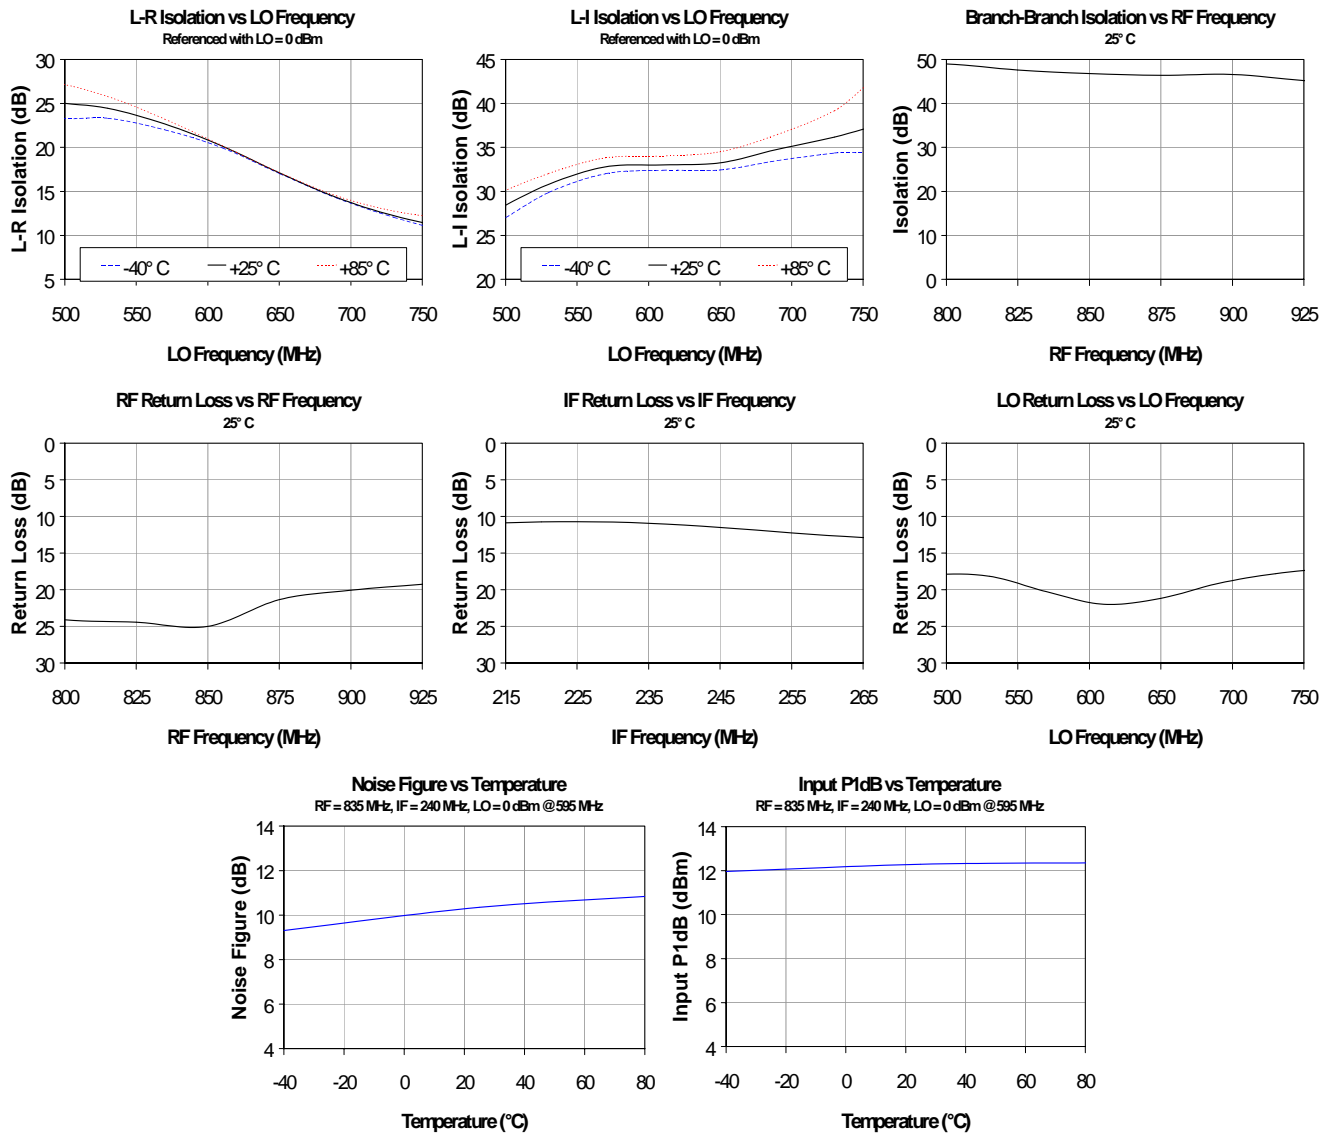 L-R Isolation vs LO Frequency
Referenced with LO = 0 dBm
L-R Isolation (dB)
30
25
20
15
10
5
-40° C +25° C +85° C
500 550 600 650 700 750
LO Frequency (MHz)
L-I Isolation vs LO Frequency
Referenced with LO = 0 dBm
L-I Isolation (dB)
45
40
35
30
25
20
-40° C +25° C +85° C
500 550 600 650 700 750
LO Frequency (MHz)
Branch-Branch Isolation vs RF Frequency
25° C
Isolation (dB)
50
40
30
20
10
0
800 825 850 875 900 925
RF Frequency (MHz)
RF Return Loss vs RF Frequency
25° C
Return Loss (dB)
0
5
10
15
20
25
30
800 825 850 875 900 925
RF Frequency (MHz)
IF Return Loss vs IF Frequency
25° C
Return Loss (dB)
0
5
10
15
20
25
30
215 225 235 245 255 265
IF Frequency (MHz)
LO Return Loss vs LO Frequency
25° C
Return Loss (dB)
0
5
10
15
20
25
30
500 550 600 650 700 750
LO Frequency (MHz)
Noise Figure vs Temperature
RF = 835 MHz, IF = 240 MHz, LO = 0 dBm @ 595 MHz
Noise Figure (dB)
14
12
10
8
6
4
-40 -20 0 20 40 60 80
Temperature (°C)
Input P1dB vs Temperature
RF = 835 MHz, IF = 240 MHz, LO = 0 dBm @ 595 MHz
Input P1dB (dBm)
14
12
10
8
6
4
-40 -20 0 20 40 60 80
Temperature (°C)